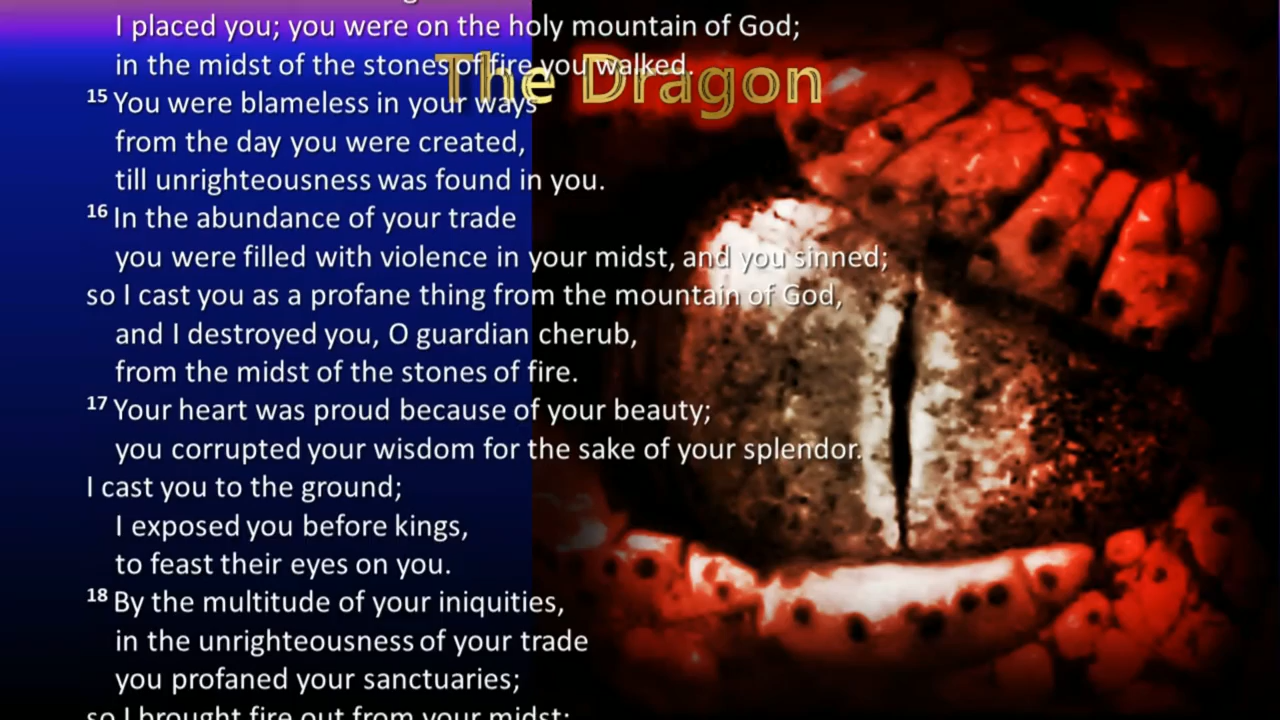 I placed you; you were on the holy mountain of God;
in the midst of the stones of fire you walked.
The Dragon
15 You were blameless in your ways
from the day you were created,
till unrighteousness was found in you.
16 In the abundance of your trade
you were filled with violence in your midst, and you sinned;
so I cast you as a profane thing from the mountain of God,
and I destroyed you, O guardian cherub,
from the midst of the stones of fire.
17 Your heart was proud because of your beauty;
you corrupted your wisdom for the sake of your splendor.
I cast you to the ground;
I exposed you before kings,
to feast their eyes on you.
18 By the multitude of your iniquities,
in the unrighteousness of your trade
you profaned your sanctuaries;
so I brought fire out from your midst;